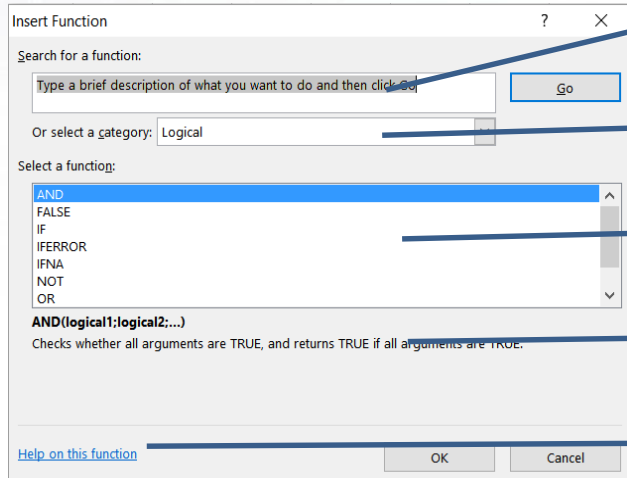 Insert Function ? ×
Search for a function:
Type a brief description of what you want to do and then click Go
Go
Or select a category: Logical
Select a function:
AND
FALSE
IF
IFERROR
IFNA
NOT
OR
AND(logical1;logical2;...)
Checks whether all arguments are TRUE, and returns TRUE if all arguments are TRUE.
Help on this function
OK Cancel